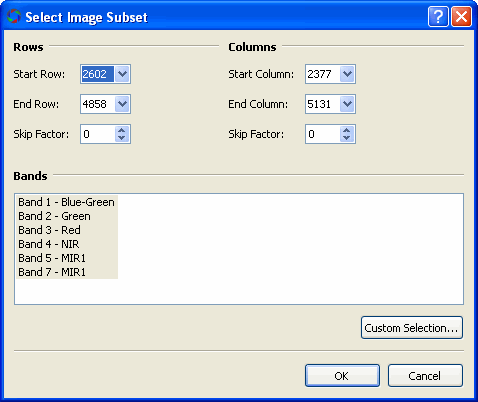 Select Image Subset
Rows
Columns
Start Row: 2602
Start Column: 2377
End Row: 4858
End Column: 5131
Skip Factor: 0
Skip Factor: 0
Bands
Band 1 - Blue-Green
Band 2 - Green
Band 3 - Red
Band 4 - NIR
Band 5 - MIR1
Band 7 - MIR1
Custom Selection...
OK
Cancel